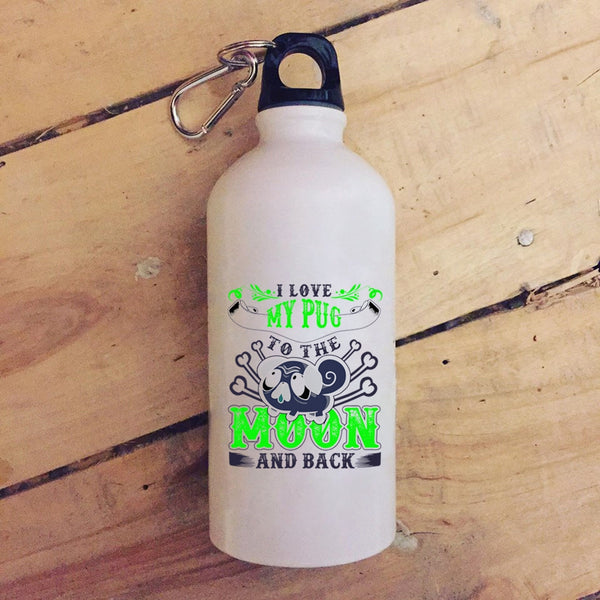 I LOVE
MY PUG
TO THE
MOON
AND BACK